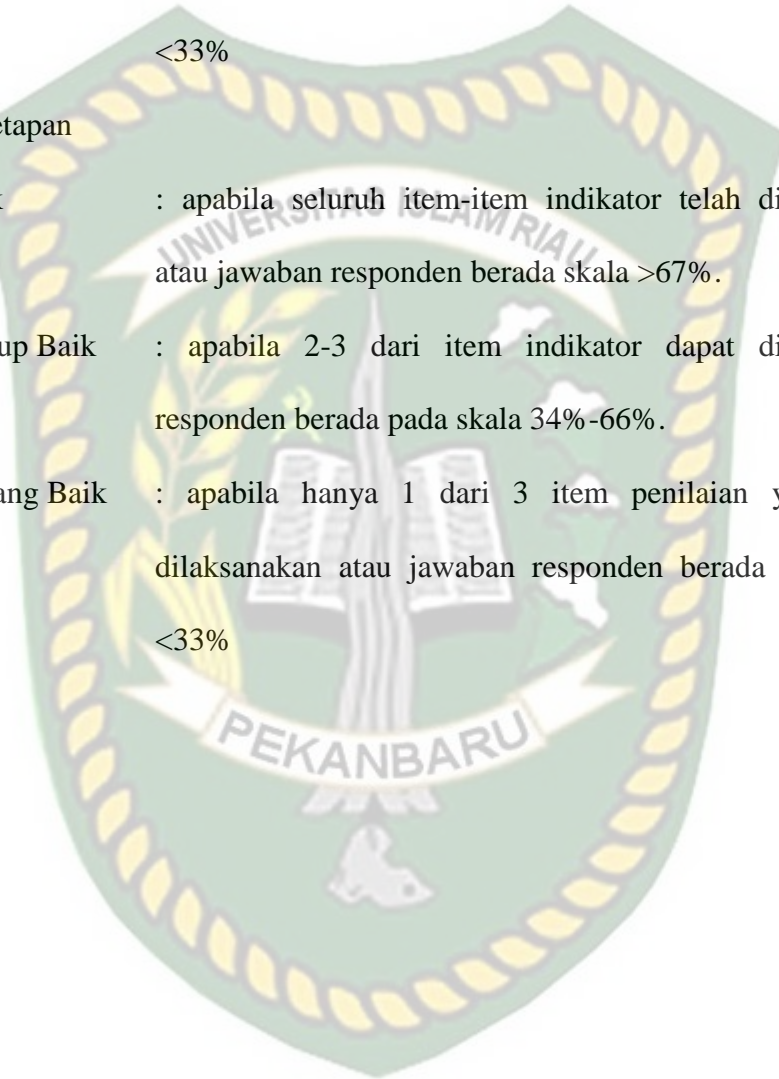 <33%
etapan
k : apabila seluruh item-item indikator telah di
atau jawaban responden berada skala >67%.
up Baik : apabila 2-3 dari item indikator dapat di
responden berada pada skala 34%-66%.
ang Baik : apabila hanya 1 dari 3 item penilaian y
dilaksanakan atau jawaban responden berada
<33%
UNIVERSITAS ISLAM RIAU
PEKANBARU